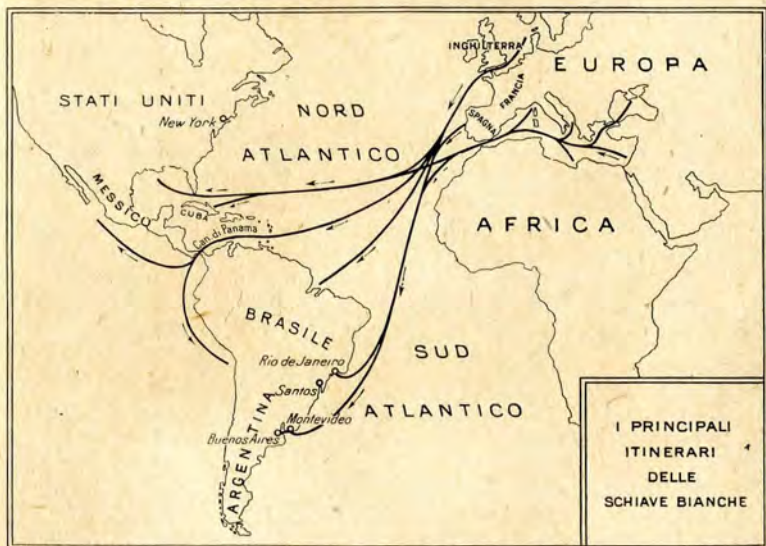 INGHILTERRA
EUROPA
FRANCIA
SPAGNA
STATI UNITI
New York
NORD
ATLANTICO
MESSICO
CUBA
Can di Panama
AFRICA
BRASILE
Rio de Janeiro
SUD
Santos
ATLANTICO
Montevideo
Buenos Aires
ARGENTINA
I PRINCIPALI
ITINERARI
DELLE
SCHIAVE BIANCHE